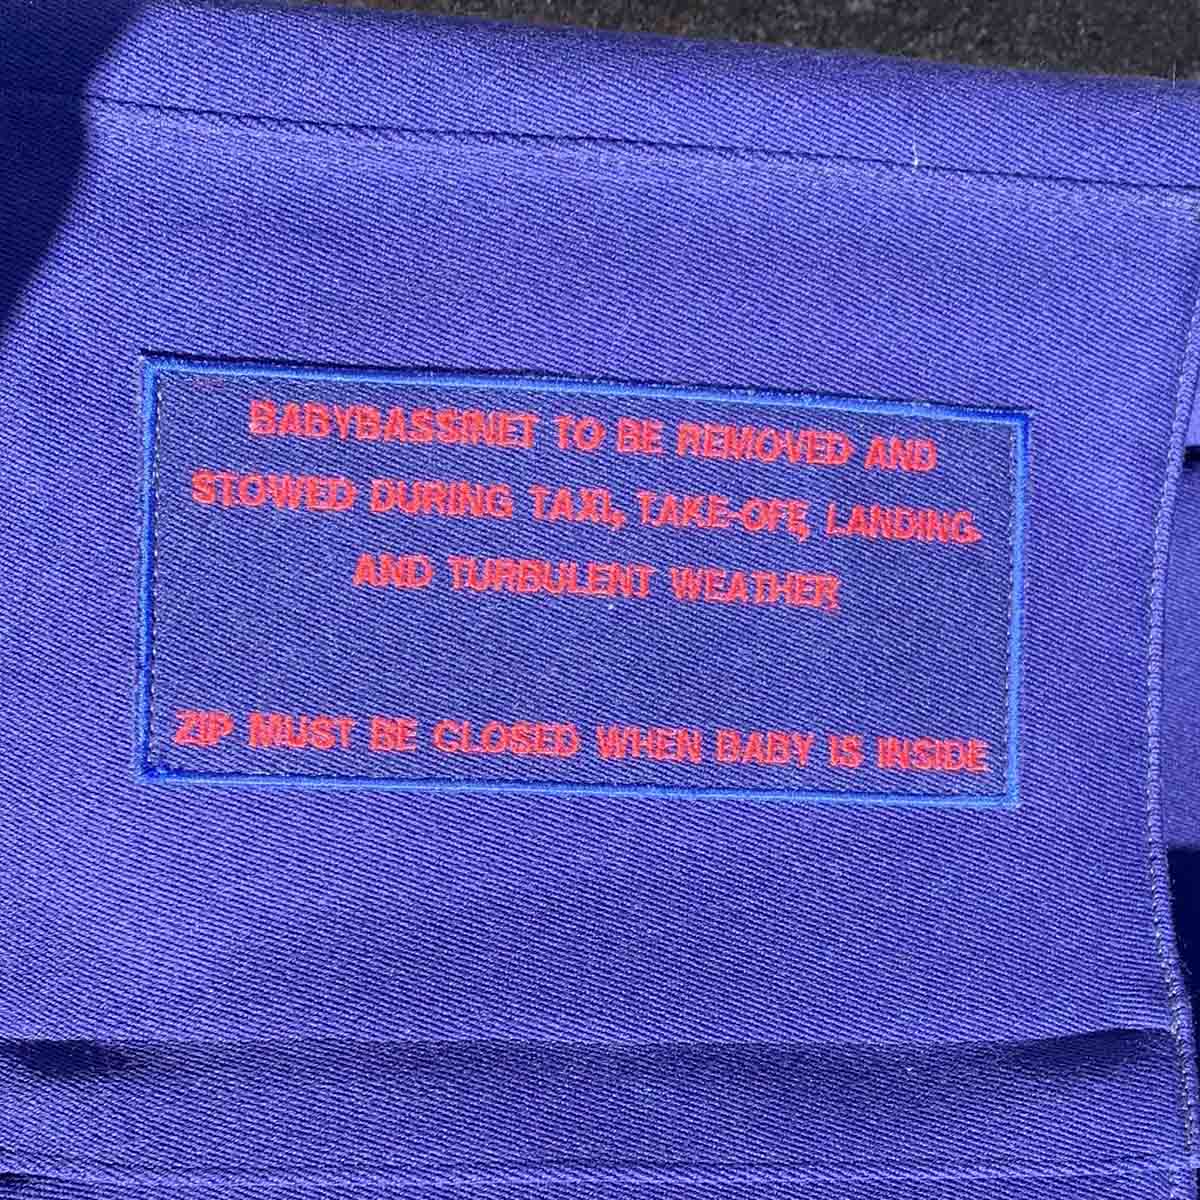 BABYBASSINET TO BE REMOVED AND
STOWED DURING TAXI, TAKE-OFF, LANDING.
AND TURBULENT WEATHER
ZIP MUST BE CLOSED WHEN BABY IS INSIDE